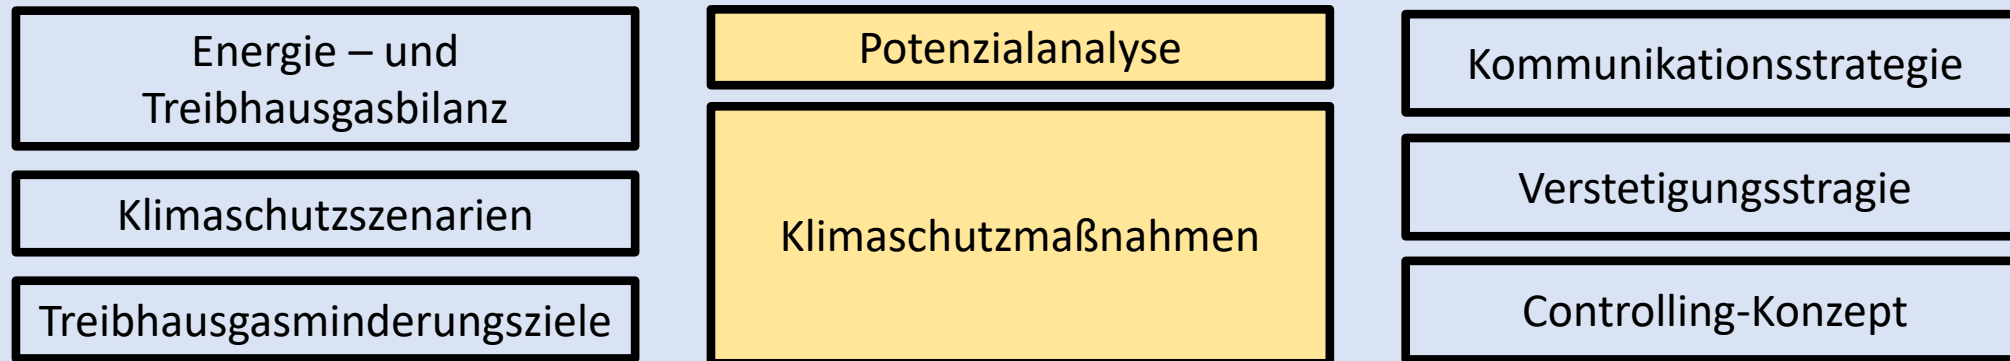 Energie – und
Treibhausgasbilanz
Klimaschutzszenarien
Treibhausgasminderungsziele
Potenzialanalyse
Klimaschutzmaßnahmen
Kommunikationsstrategie
Verstetigungsstragie
Controlling-Konzept